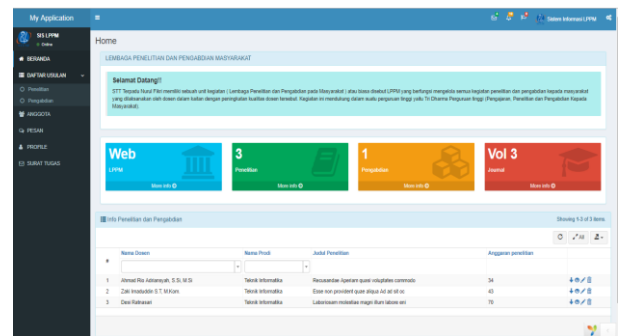 My Application
Sistem Informasi LPPM
SIS LPPM
Online
Home
BERANDA
DAFTAR USULAN
Penelitian
Pengabdian
ANGGOTA
PESAN
PROFILE
SURAT TUGAS
LEMBAGA PENELITIAN DAN PENGABDIAN MASYARAKAT
Selamat Datang!!
STT Terpadu Nurul Fikri memiliki sebuah unit kegiatan ( Lembaga Penelitian dan Pengabdian pada Masyarakat ) atau biasa disebut LPPM yang berfungsi mengelola semua kegiatan penelitian dan pengabdian kepada masyarakat
yang dilaksanakan oleh dosen dalam kaitan dengan peningkatan kualitas dosen tersebut. Kegiatan ini mendukung dalam suatu perguruan tinggi yaitu Tri Dharma Perguruan tinggi (Pengajaran, Penelitian dan Pengabdian Kepada
Masyarakat).
Web
LPPM
More info
3
Penelitian
More info
1
Pengabdian
More info
Vol 3
Journal
More info
Info Penelitian dan Pengabdian
Showing 1-3 of 3 items.
All
# Nama Dosen Nama Prodi Judul Penelitian Anggaran penelitian
1 Ahmad Rio Adriansyah, S.Si, M.Si Teknik Informatika Recusandae Aperiam quasi voluptates commodo 34
2 Zaki Imaduddin S.T, M.Kom Teknik Informatika Esse non provident quae aliqua Ad ad sit oc 43
3 Desi Ratnasari Teknik Informatika Laboriosam molestias magni illum labore ani 70